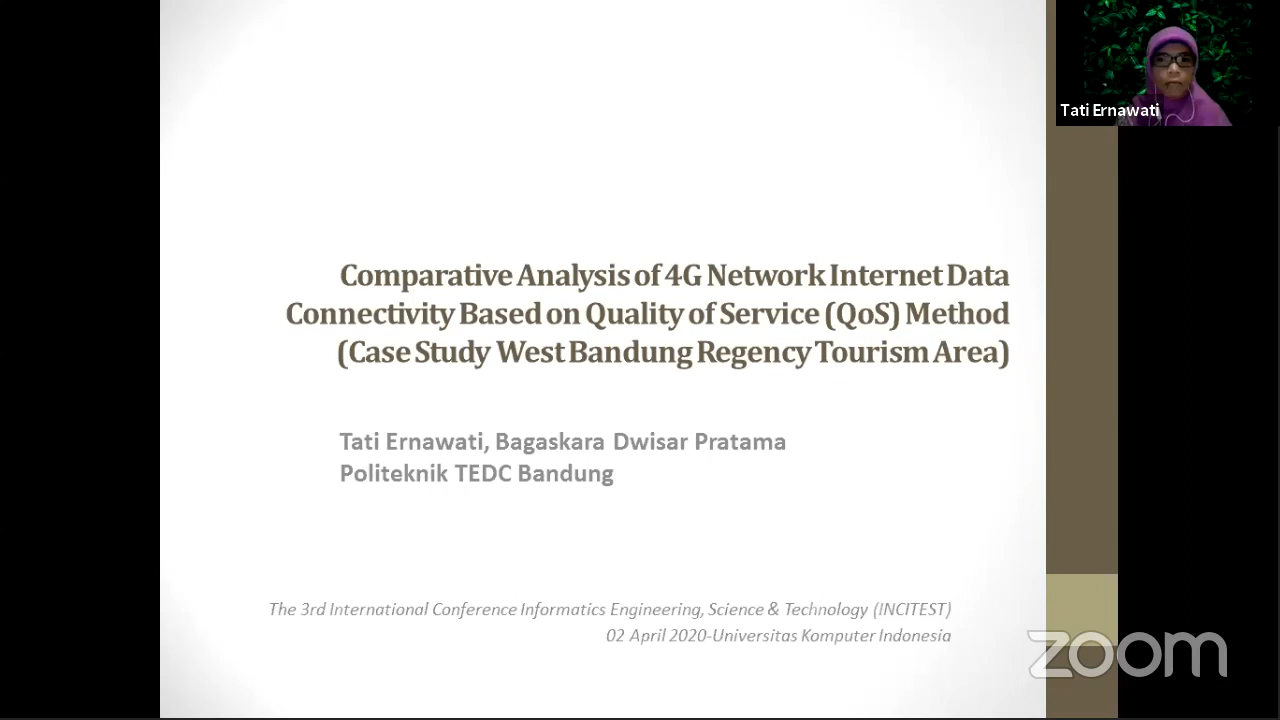 Tati Ernawati
Comparative Analysis of 4G Network Internet Data
Connectivity Based on Quality of Service (QoS) Method
(Case Study West Bandung Regency Tourism Area)
Tati Ernawati, Bagaskara Dwisar Pratama
Politeknik TEDC Bandung
The 3rd International Conference Informatics Engineering, Science & Technology (INCITEST)
02 April 2020-Universitas Komputer Indonesia
zoom